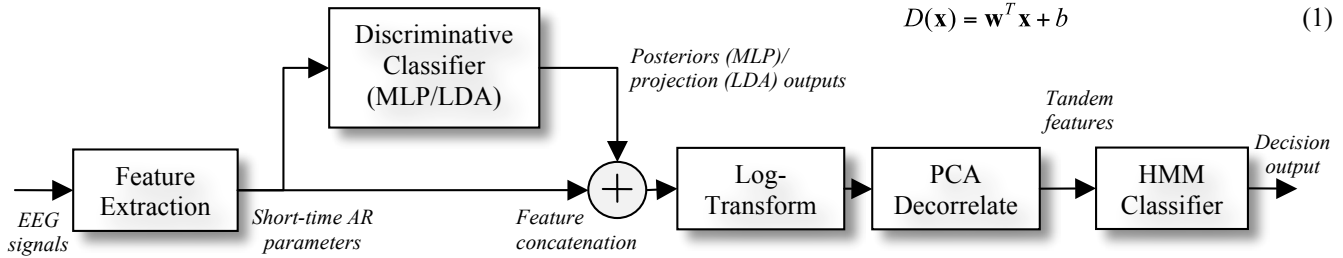 D(x) = wᵀ x + b
(1)
Discriminative
Classifier
(MLP/LDA)
Posteriors (MLP)/
projection (LDA) outputs
EEG
signals
Feature
Extraction
Short-time AR
parameters
Feature
concatenation
+
Log-
Transform
PCA
Decorrelate
Tandem
features
HMM
Classifier
Decision
output